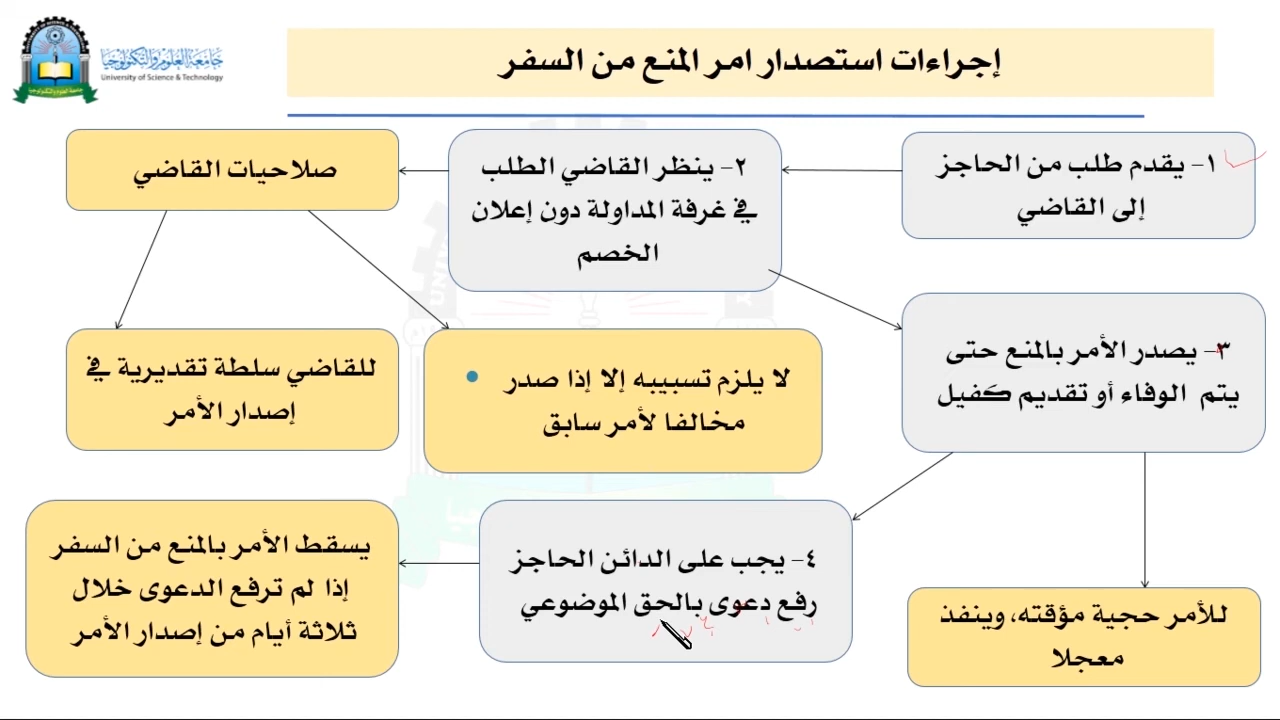 جامعة العلوم والتكنولوجيا
University of Science & Technology
إجراءات استصدار امر المنع من السفر
١- يقدم طلب من الحاجز
إلى القاضي
٢- ينظر القاضي الطلب
في غرفة المداولة دون إعلان
الخصم
صلاحيات القاضي
للقاضي سلطة تقديرية في
إصدار الأمر
• لا يلزم تسبيبه إلا إذا صدر
مخالفا لأمر سابق
٣- يصدر الأمر بالمنع حتى
يتم الوفاء أو تقديم كفيل
٤- يجب على الدائن الحاجز
رفع دعوى بالحق الموضوعي
يسقط الأمر بالمنع من السفر
إذا لم ترفع الدعوى خلال
ثلاثة أيام من إصدار الأمر
للأمر حجية مؤقته، وينفذ
معجلا